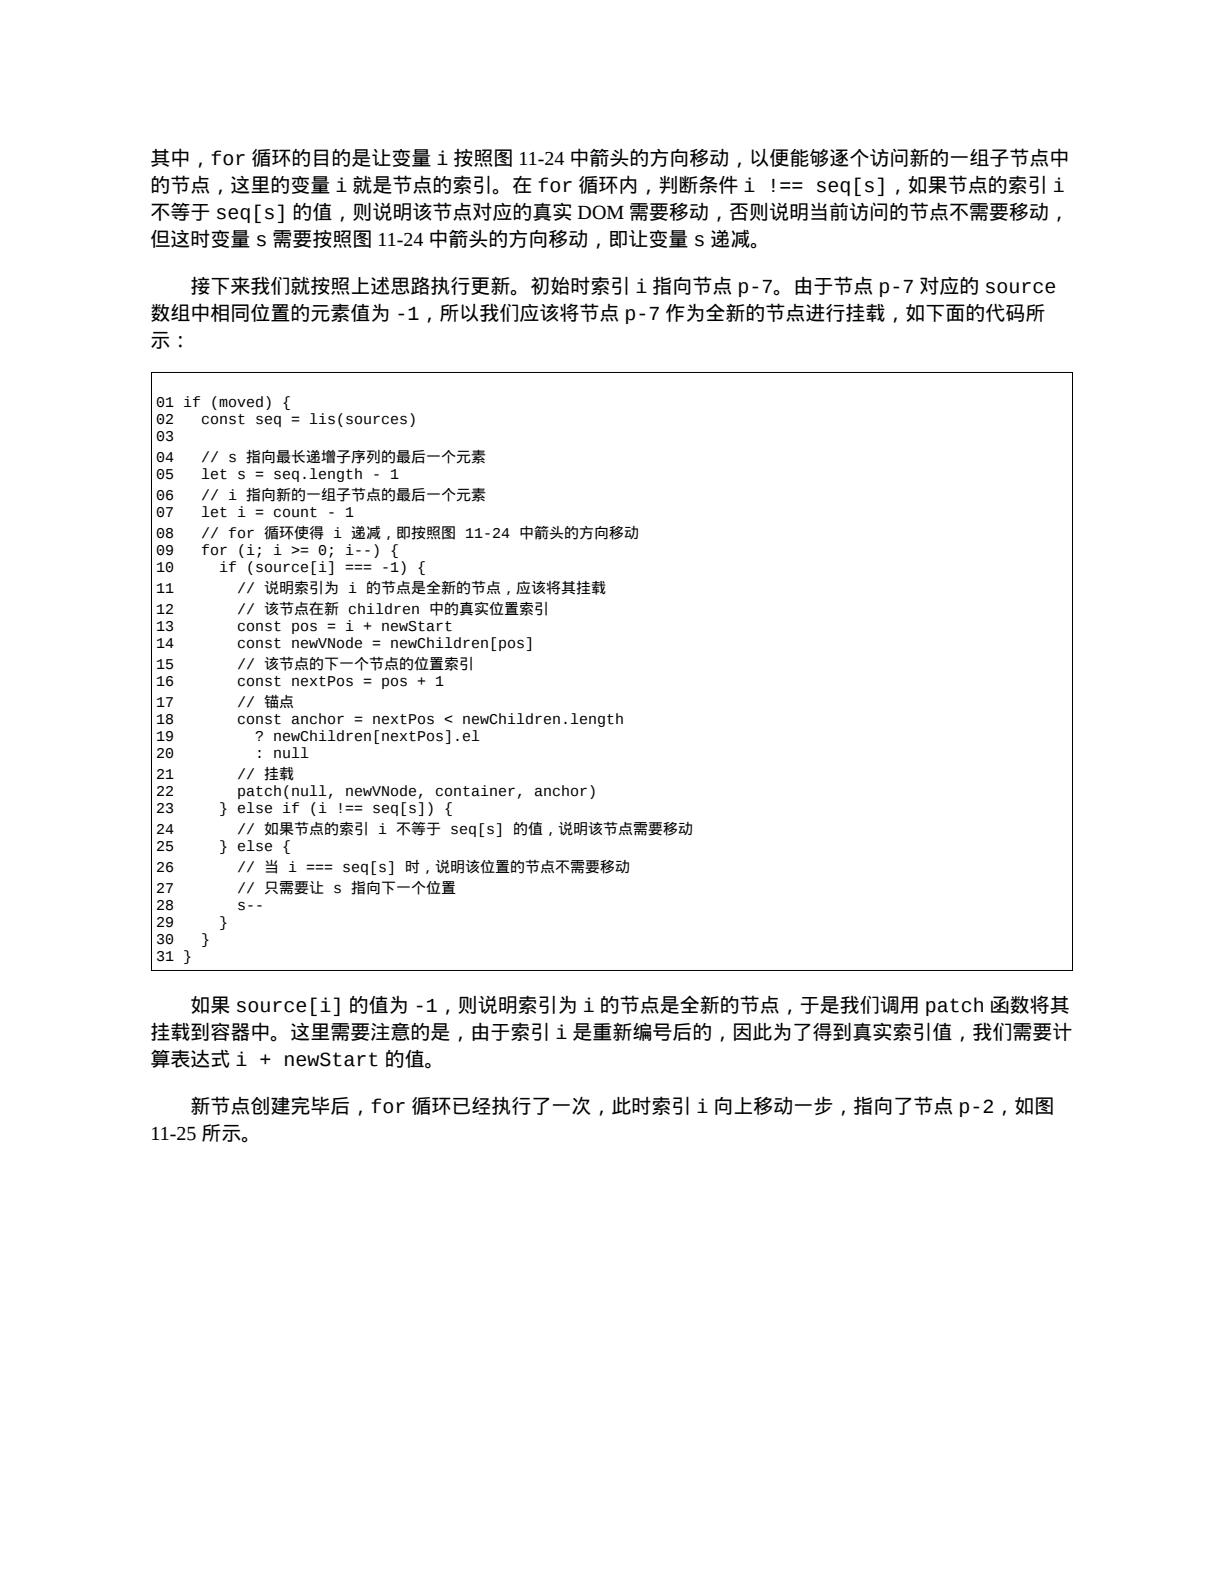 其中，for 循环的目的是让变量 i 按照图 11-24 中箭头的方向移动，以便能够逐个访问新的一组子节点中
的节点，这里的变量 i 就是节点的索引。在 for 循环内，判断条件 i !== seq[s]，如果节点的索引 i
不等于 seq[s] 的值，则说明该节点对应的真实 DOM 需要移动，否则说明当前访问的节点不需要移动，
但这时变量 s 需要按照图 11-24 中箭头的方向移动，即让变量 s 递减。
接下来我们就按照上述思路执行更新。初始时索引 i 指向节点 p-7。由于节点 p-7 对应的 source
数组中相同位置的元素值为 -1，所以我们应该将节点 p-7 作为全新的节点进行挂载，如下面的代码所
示：
01 if (moved) {
02   const seq = lis(sources)
03
04   // s 指向最长递增子序列的最后一个元素
05   let s = seq.length - 1
06   // i 指向新的一组子节点的最后一个元素
07   let i = count - 1
08   // for 循环使得 i 递减，即按照图 11-24 中箭头的方向移动
09   for (i; i >= 0; i--) {
10     if (source[i] === -1) {
11       // 说明索引为 i 的节点是全新的节点，应该将其挂载
12       // 该节点在新 children 中的真实位置索引
13       const pos = i + newStart
14       const newVNode = newChildren[pos]
15       // 该节点的下一个节点的位置索引
16       const nextPos = pos + 1
17       // 锚点
18       const anchor = nextPos < newChildren.length
19         ? newChildren[nextPos].el
20         : null
21       // 挂载
22       patch(null, newVNode, container, anchor)
23     } else if (i !== seq[s]) {
24       // 如果节点的索引 i 不等于 seq[s] 的值，说明该节点需要移动
25     } else {
26       // 当 i === seq[s] 时，说明该位置的节点不需要移动
27       // 只需要让 s 指向下一个位置
28       s--
29     }
30   }
31 }
如果 source[i] 的值为 -1，则说明索引为 i 的节点是全新的节点，于是我们调用 patch 函数将其
挂载到容器中。这里需要注意的是，由于索引 i 是重新编号后的，因此为了得到真实索引值，我们需要计
算表达式 i + newStart 的值。
新节点创建完毕后，for 循环已经执行了一次，此时索引 i 向上移动一步，指向了节点 p-2，如图
11-25 所示。